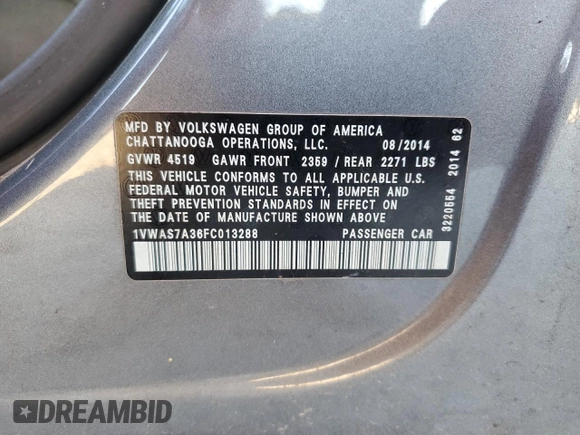 MFD BY VOLKSWAGEN GROUP OF AMERICA
CHATTANOOGA OPERATIONS, LLC. 08/2014
GVWR 4519 GAWR FRONT 2359 / REAR 2271 LBS
THIS VEHICLE CONFORMS TO ALL APPLICABLE U.S.
FEDERAL MOTOR VEHICLE SAFETY, BUMPER AND
THEFT PREVENTION STANDARDS IN EFFECT ON
THE DATE OF MANUFACTURE SHOWN ABOVE
1VWAS7A36FC013288 PASSENGER CAR
3220554 2014 62
DREAMBID